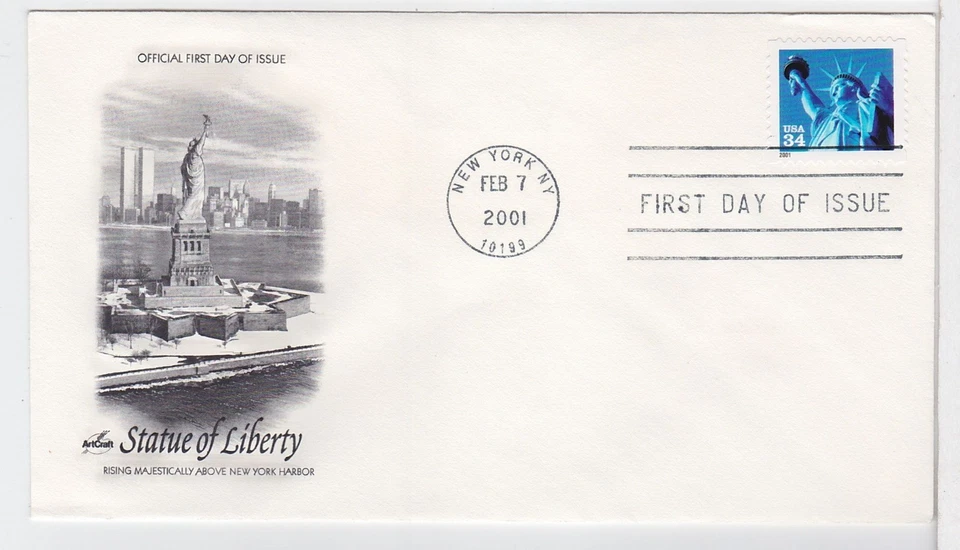 OFFICIAL FIRST DAY OF ISSUE
USA
34
2001
NEW YORK NY
FEB 7
2001
10199
FIRST DAY OF ISSUE
ArtCraft
Statue of Liberty
RISING MAJESTICALLY ABOVE NEW YORK HARBOR